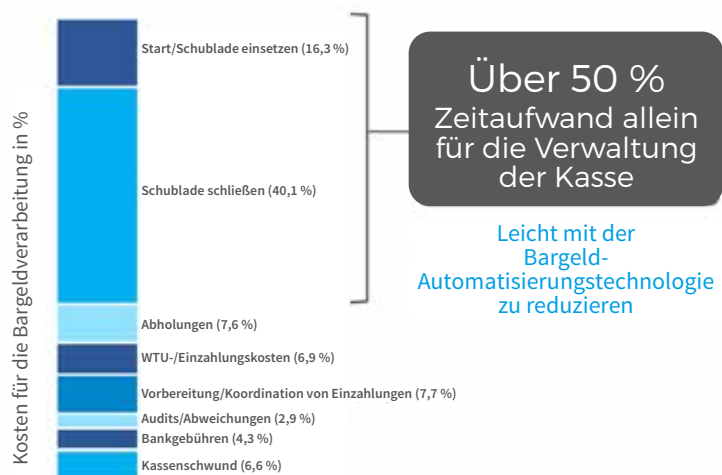 Kosten für die Bargeldverarbeitung in %
Start/Schublade einsetzen (16,3 %)
Schublade schließen (40,1 %)
Abholungen (7,6 %)
WTU-/Einzahlungskosten (6,9 %)
Vorbereitung/Koordination von Einzahlungen (7,7 %)
Audits/Abweichungen (2,9 %)
Bankgebühren (4,3 %)
Kassenschwund (6,6 %)
Über 50 %
Zeitaufwand allein
für die Verwaltung
der Kasse
Leicht mit der
Bargeld-
Automatisierungstechnologie
zu reduzieren